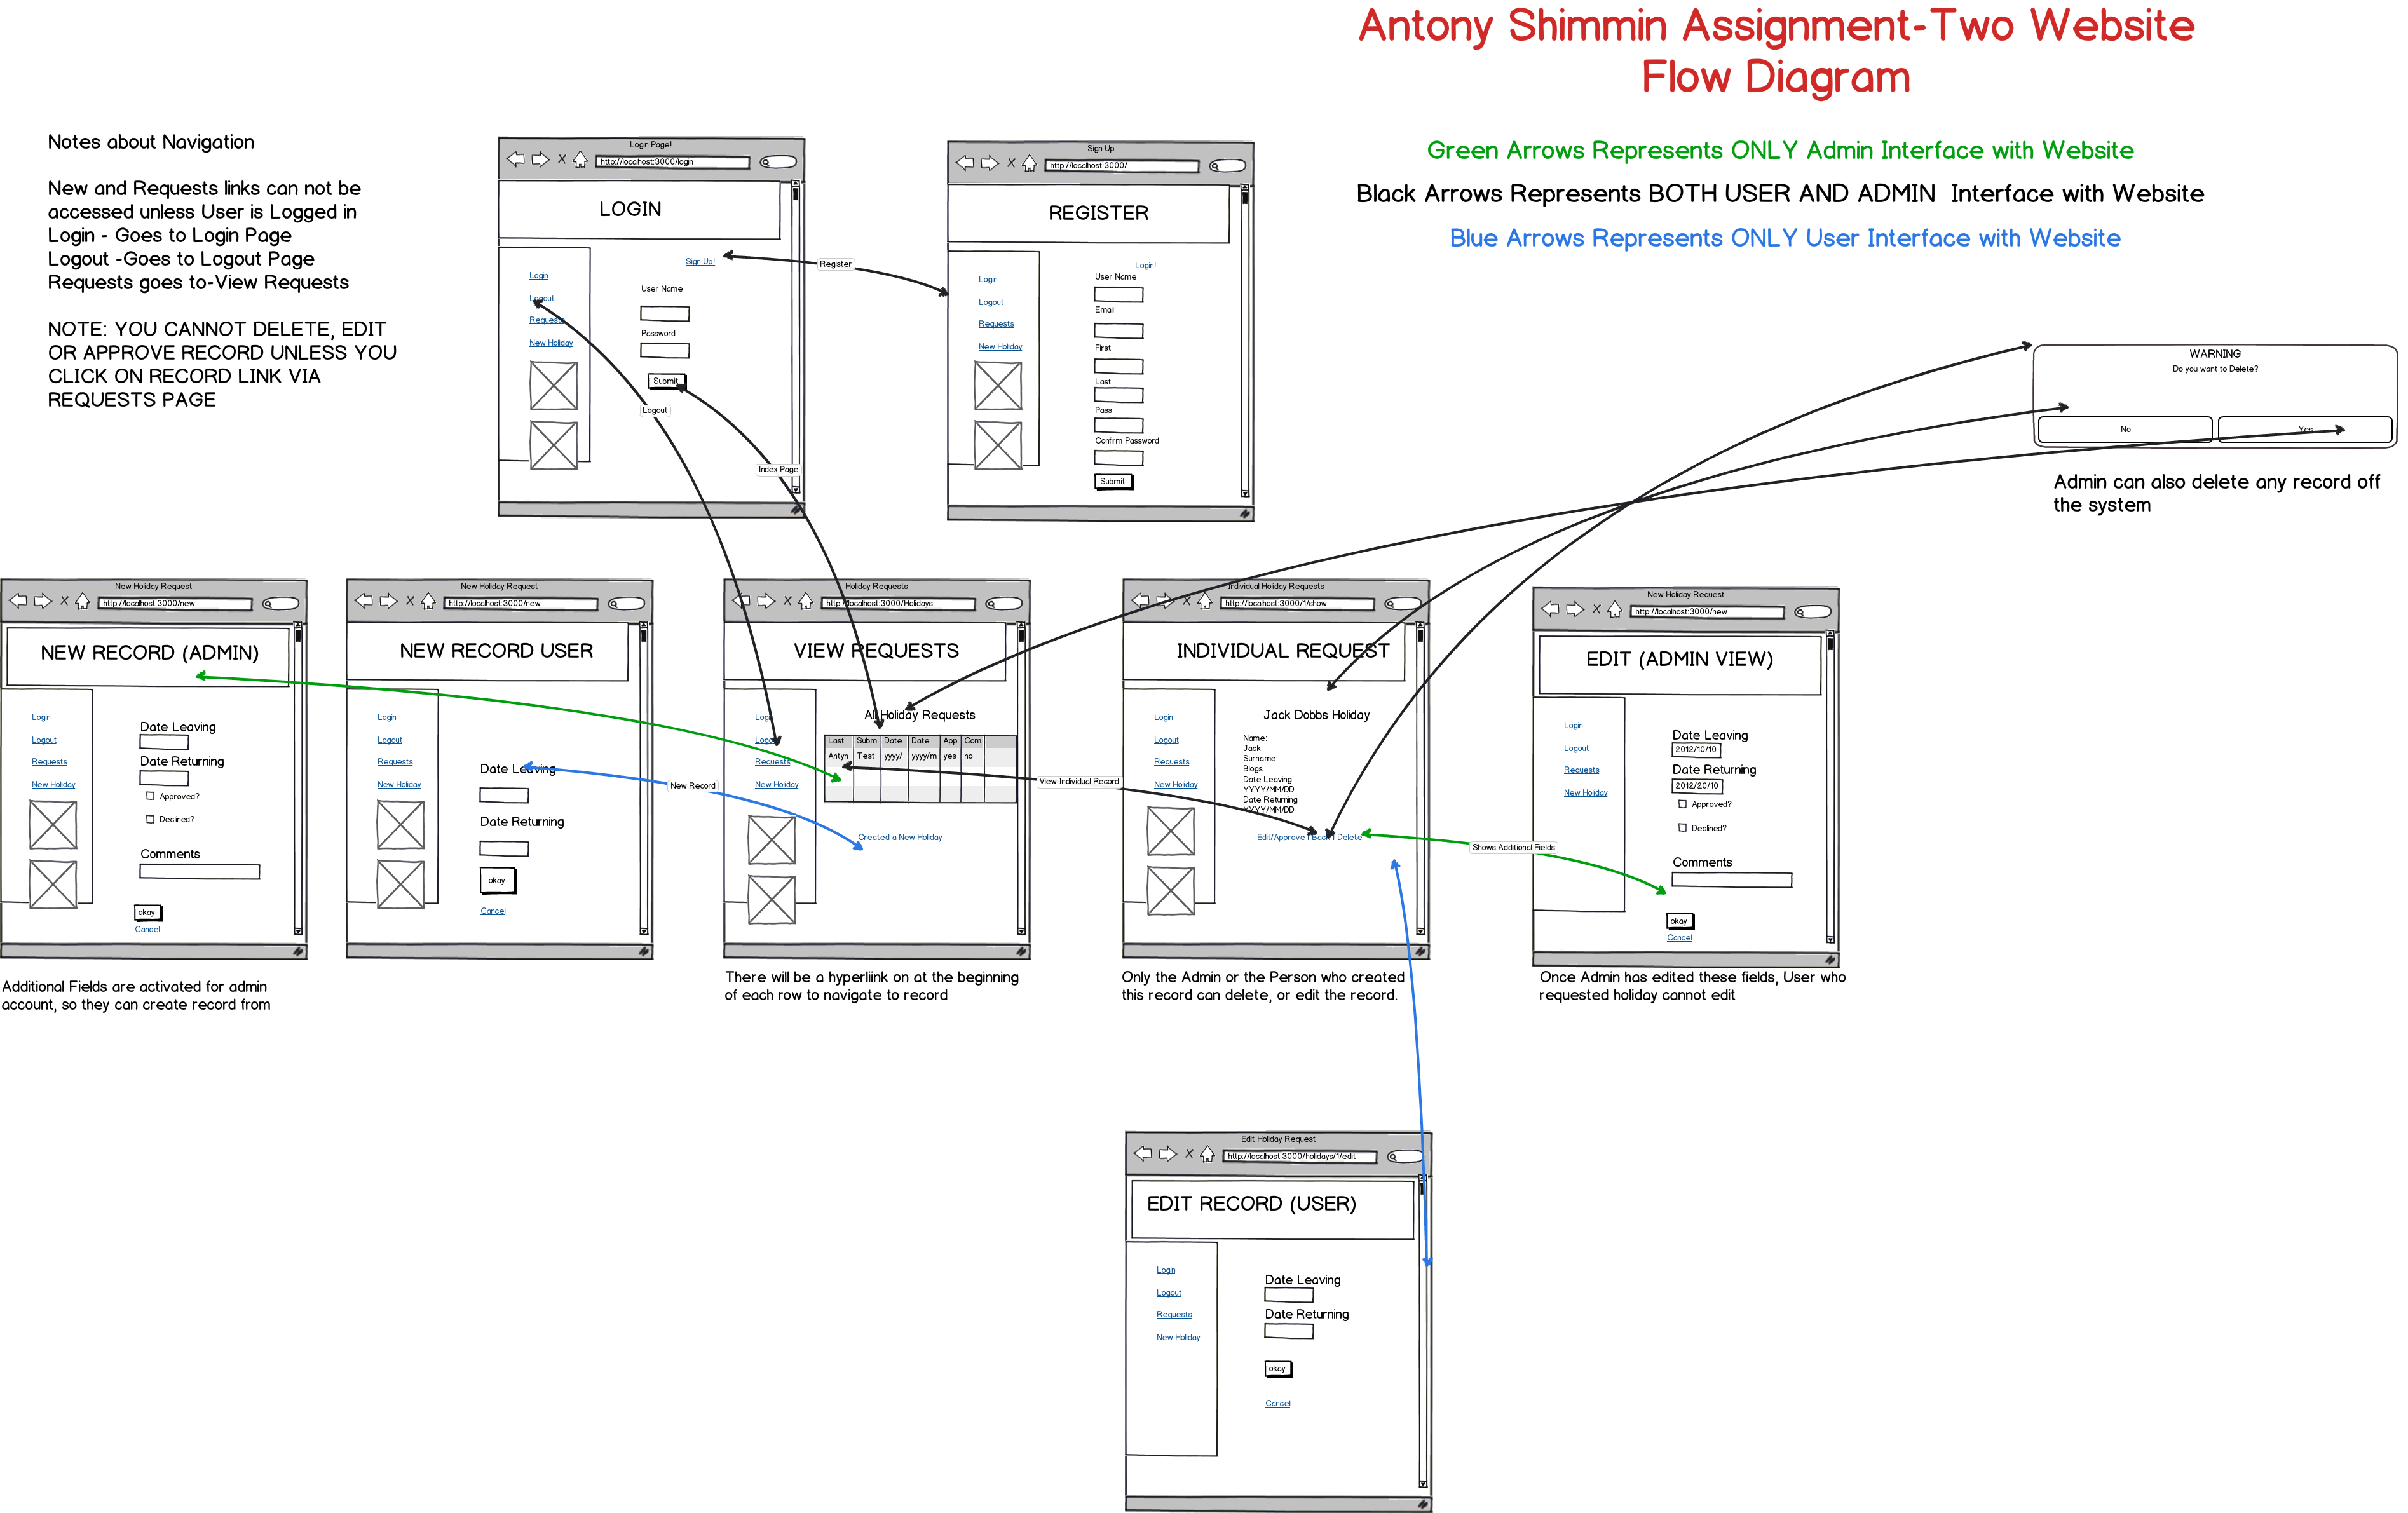 Antony Shimmin Assignment-Two Website
Flow Diagram
Green Arrows Represents ONLY Admin Interface with Website
Black Arrows Represents BOTH USER AND ADMIN  Interface with Website
Blue Arrows Represents ONLY User Interface with Website
Notes about Navigation
New and Requests links can not be
accessed unless User is Logged in
Login - Goes to Login Page
Logout -Goes to Logout Page
Requests goes to-View Requests
NOTE: YOU CANNOT DELETE, EDIT
OR APPROVE RECORD UNLESS YOU
CLICK ON RECORD LINK VIA
REQUESTS PAGE
Login Page!
http://localhost:3000/login
LOGIN
Sign Up!
Login
Logout
Requests
New Holiday
User Name
Password
Submit
Logout
Index Page
Register
Sign Up
http://localhost:3000/
REGISTER
Login
Logout
Requests
New Holiday
Login!
User Name
Email
First
Last
Pass
Confirm Password
Submit
WARNING
Do you want to Delete?
No
Yes
Admin can also delete any record off
the system
New Holiday Request
http://localhost:3000/new
NEW RECORD (ADMIN)
Login
Logout
Requests
New Holiday
Date Leaving
Date Returning
Approved?
Declined?
Comments
okay
Cancel
Additional Fields are activated for admin
account, so they can create record from
New Holiday Request
http://localhost:3000/new
NEW RECORD USER
Login
Logout
Requests
New Holiday
Date Leaving
Date Returning
okay
Cancel
New Record
Holiday Requests
http://localhost:3000/Holidays
VIEW REQUESTS
Login
Logout
Requests
New Holiday
All Holiday Requests
Last Subm Date Date App Com
Antyn Test yyyy/ yyyy/m yes no
Created a New Holiday
There will be a hyperliink on at the beginning
of each row to navigate to record
View Individual Record
Individual Holiday Requests
http://localhost:3000/1/show
INDIVIDUAL REQUEST
Login
Logout
Requests
New Holiday
Jack Dobbs Holiday
Name:
Jack
Surname:
Blogs
Date Leaving:
YYYY/MM/DD
Date Returning
YYYY/MM/DD
Edit/Approve | Back | Delete
Only the Admin or the Person who created
this record can delete, or edit the record.
Shows Additional Fields
New Holiday Request
http://localhost:3000/new
EDIT (ADMIN VIEW)
Login
Logout
Requests
New Holiday
Date Leaving
2012/10/10
Date Returning
2012/20/10
Approved?
Declined?
Comments
okay
Cancel
Once Admin has edited these fields, User who
requested holiday cannot edit
Edit Holiday Request
http://localhost:3000/holidays/1/edit
EDIT RECORD (USER)
Login
Logout
Requests
New Holiday
Date Leaving
Date Returning
okay
Cancel